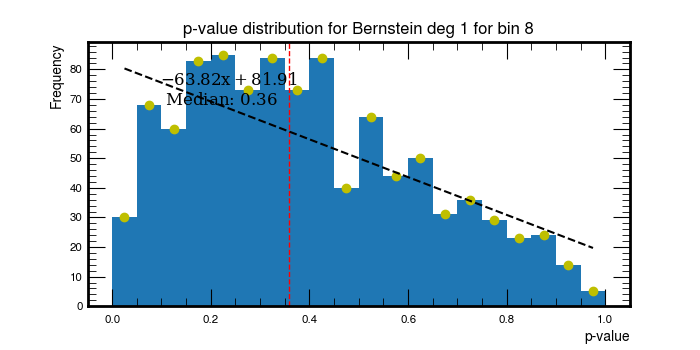 p-value distribution for Bernstein deg 1 for bin 8
Frequency
80
70
60
50
40
30
20
10
0
−63.82x + 81.91
Median: 0.36
0.0 0.2 0.4 0.6 0.8 1.0
p-value